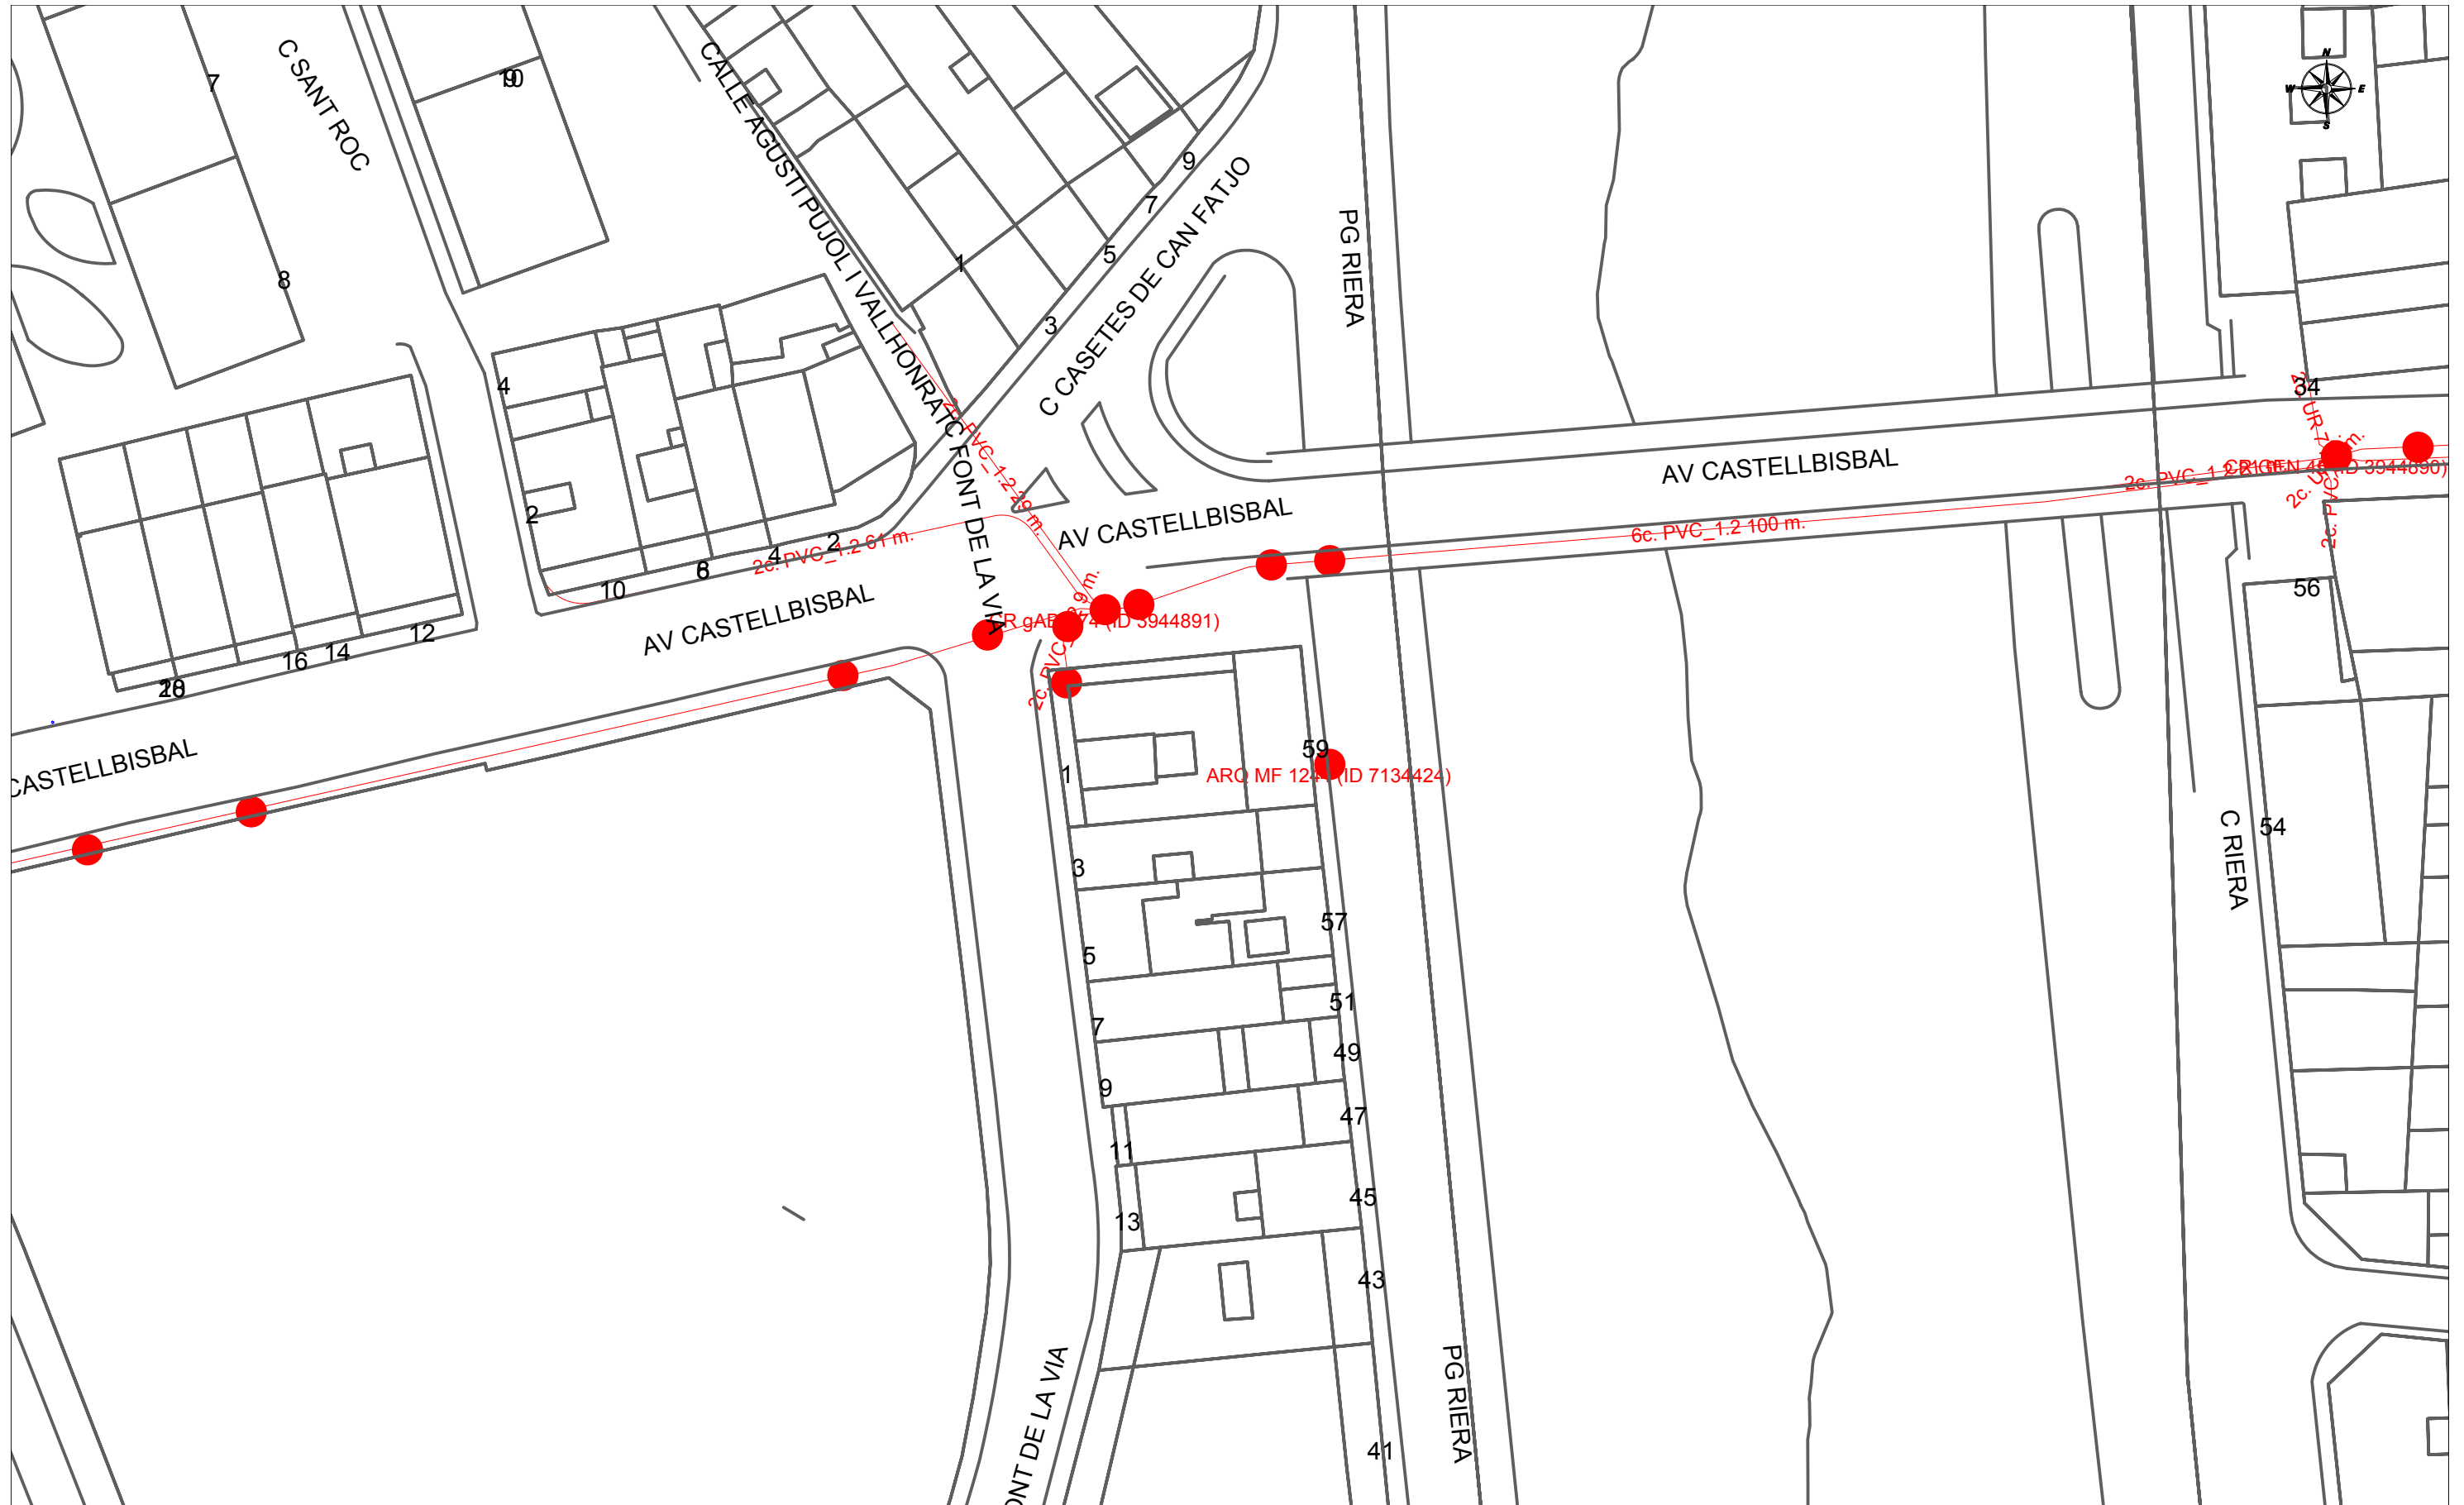 C SANT ROC
CALLE AGUSTI PUJOL I VALLHONRAT
C CASETES DE CAN FATJO
PG RIERA
N
W
E
S
7
8
1
9
7
5
3
4
2
10
4
2
12
14
16
AV CASTELLBISBAL
AV CASTELLBISBAL
AV CASTELLBISBAL
CASTELLBISBAL
C FONT DE LA VIA
2c. PVC_1.2 61 m.
6c. PVC_1.2 100 m.
(ID 3944891)
ARQ MF
(ID 7134424)
34
56
54
C RIERA
1
3
5
7
9
11
13
59
57
51
49
47
45
43
41
PG RIERA
ONT DE LA VIA